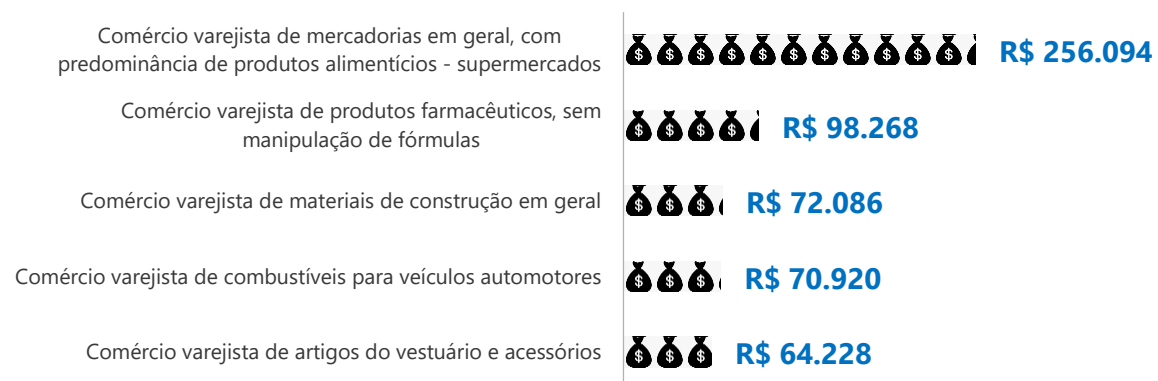 Comércio varejista de mercadorias em geral, com
predominância de produtos alimentícios - supermercados
R$ 256.094
Comércio varejista de produtos farmacêuticos, sem
manipulação de fórmulas
R$ 98.268
Comércio varejista de materiais de construção em geral
R$ 72.086
Comércio varejista de combustíveis para veículos automotores
R$ 70.920
Comércio varejista de artigos do vestuário e acessórios
R$ 64.228